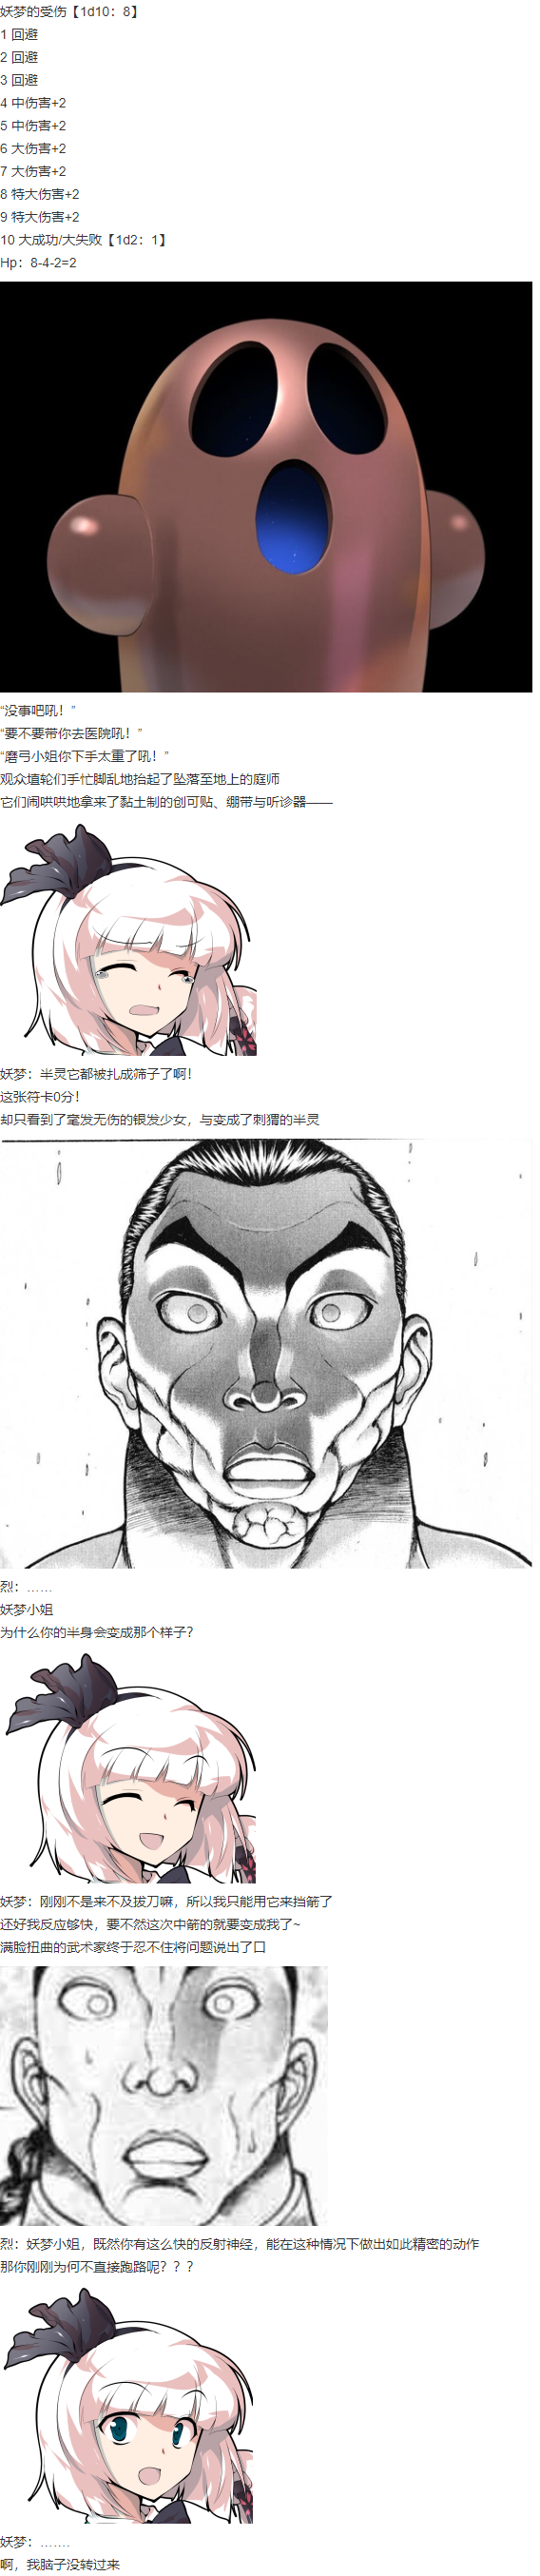 妖梦的受伤【1d10：8】
1 回避
2 回避
3 回避
4 中伤害+2
5 中伤害+2
6 大伤害+2
7 大伤害+2
8 特大伤害+2
9 特大伤害+2
10 大成功/大失败【1d2：1】
Hp：8-4-2=2
“没事吧吼！”
“要不要带你去医院吼！”
“磨弓小姐你下手太重了吼！”
观众埴轮们手忙脚乱地抬起了坠落至地上的庭师
它们闹哄哄地拿来了黏土制的创可贴、绷带与听诊器——
妖梦：半灵它都被扎成筛子了啊！
这张符卡0分！
却只看到了毫发无伤的银发少女，与变成了刺猬的半灵
烈：……
妖梦小姐
为什么你的半身会变成那个样子？
妖梦：刚刚不是来不及拔刀嘛，所以我只能用它来挡箭了
还好我反应够快，要不然这次中箭的就要变成我了~
满脸扭曲的武术家终于忍不住将问题说出了口
烈：妖梦小姐，既然你有这么快的反射神经，能在这种情况下做出如此精密的动作
那你刚刚为何不直接跑路呢？？？
妖梦：…….
啊，我脑子没转过来